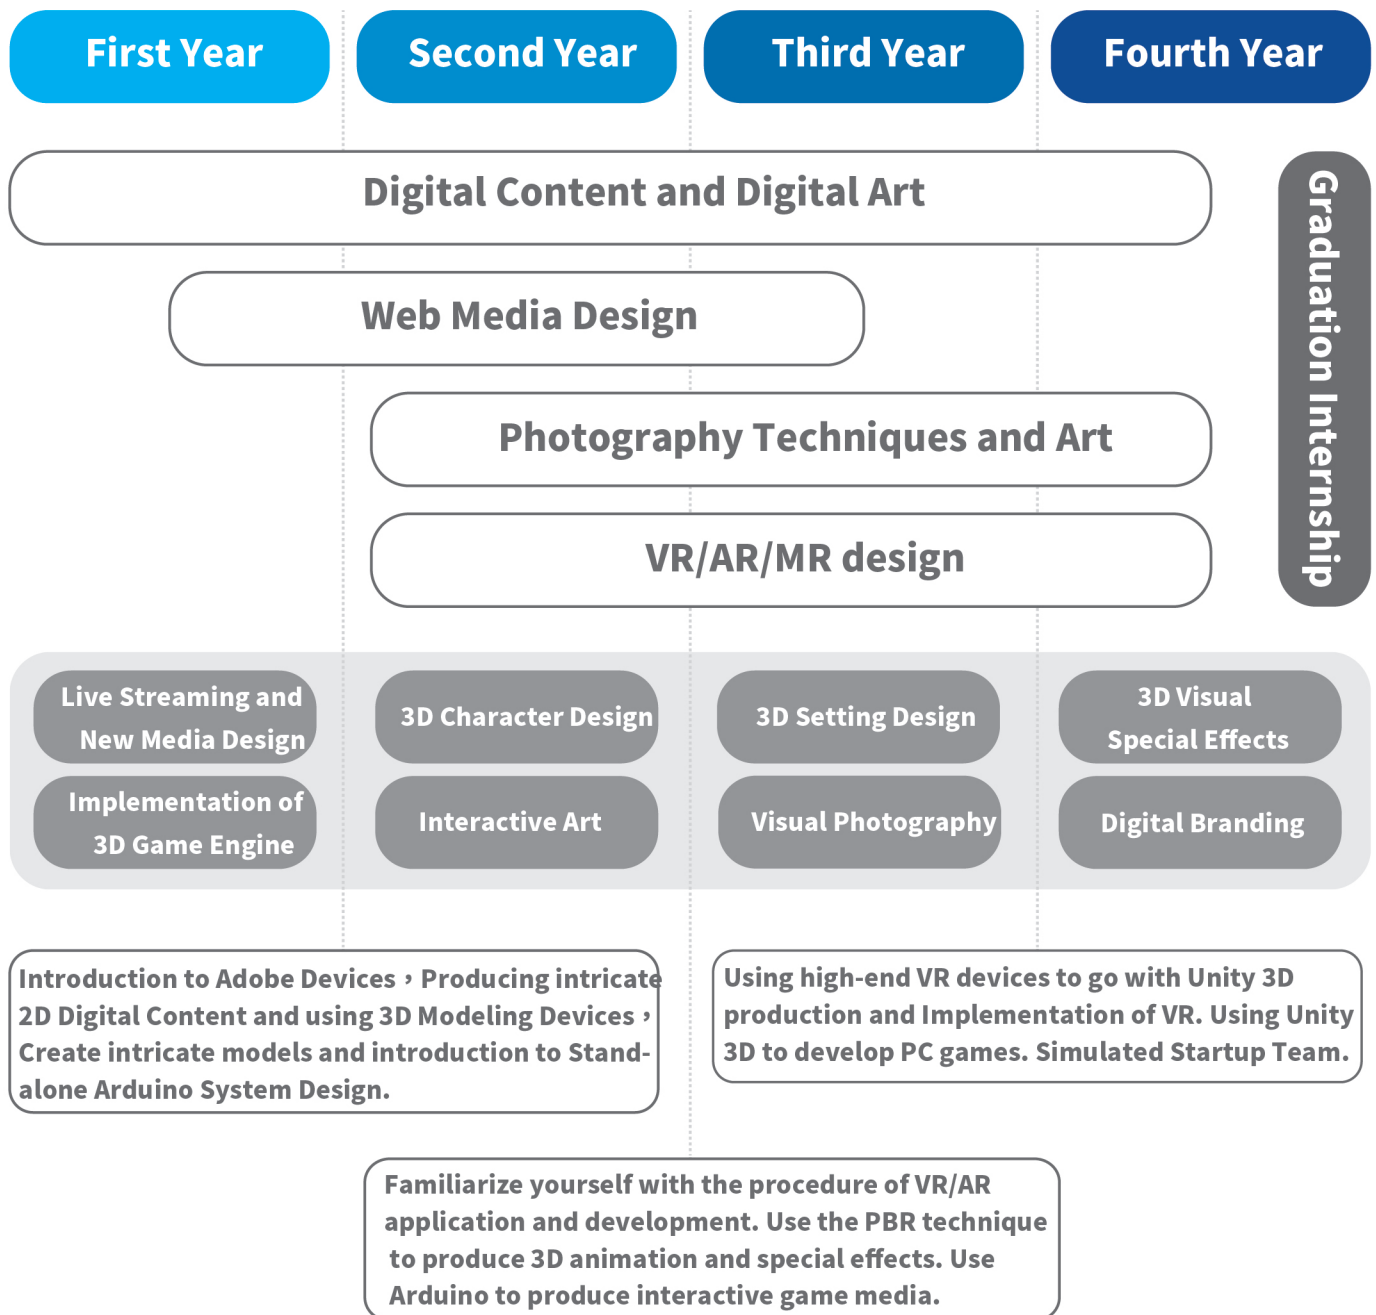 First Year
Second Year
Third Year
Fourth Year
Digital Content and Digital Art
Web Media Design
Photography Techniques and Art
VR/AR/MR design
Graduation Internship
Live Streaming and
New Media Design
3D Character Design
3D Setting Design
3D Visual
Special Effects
Implementation of
3D Game Engine
Interactive Art
Visual Photography
Digital Branding
Introduction to Adobe Devices，Producing intricate
2D Digital Content and using 3D Modeling Devices，
Create intricate models and introduction to Stand-
alone Arduino System Design.
Using high-end VR devices to go with Unity 3D
production and Implementation of VR. Using Unity
3D to develop PC games. Simulated Startup Team.
Familiarize yourself with the procedure of VR/AR
application and development. Use the PBR technique
to produce 3D animation and special effects. Use
Arduino to produce interactive game media.